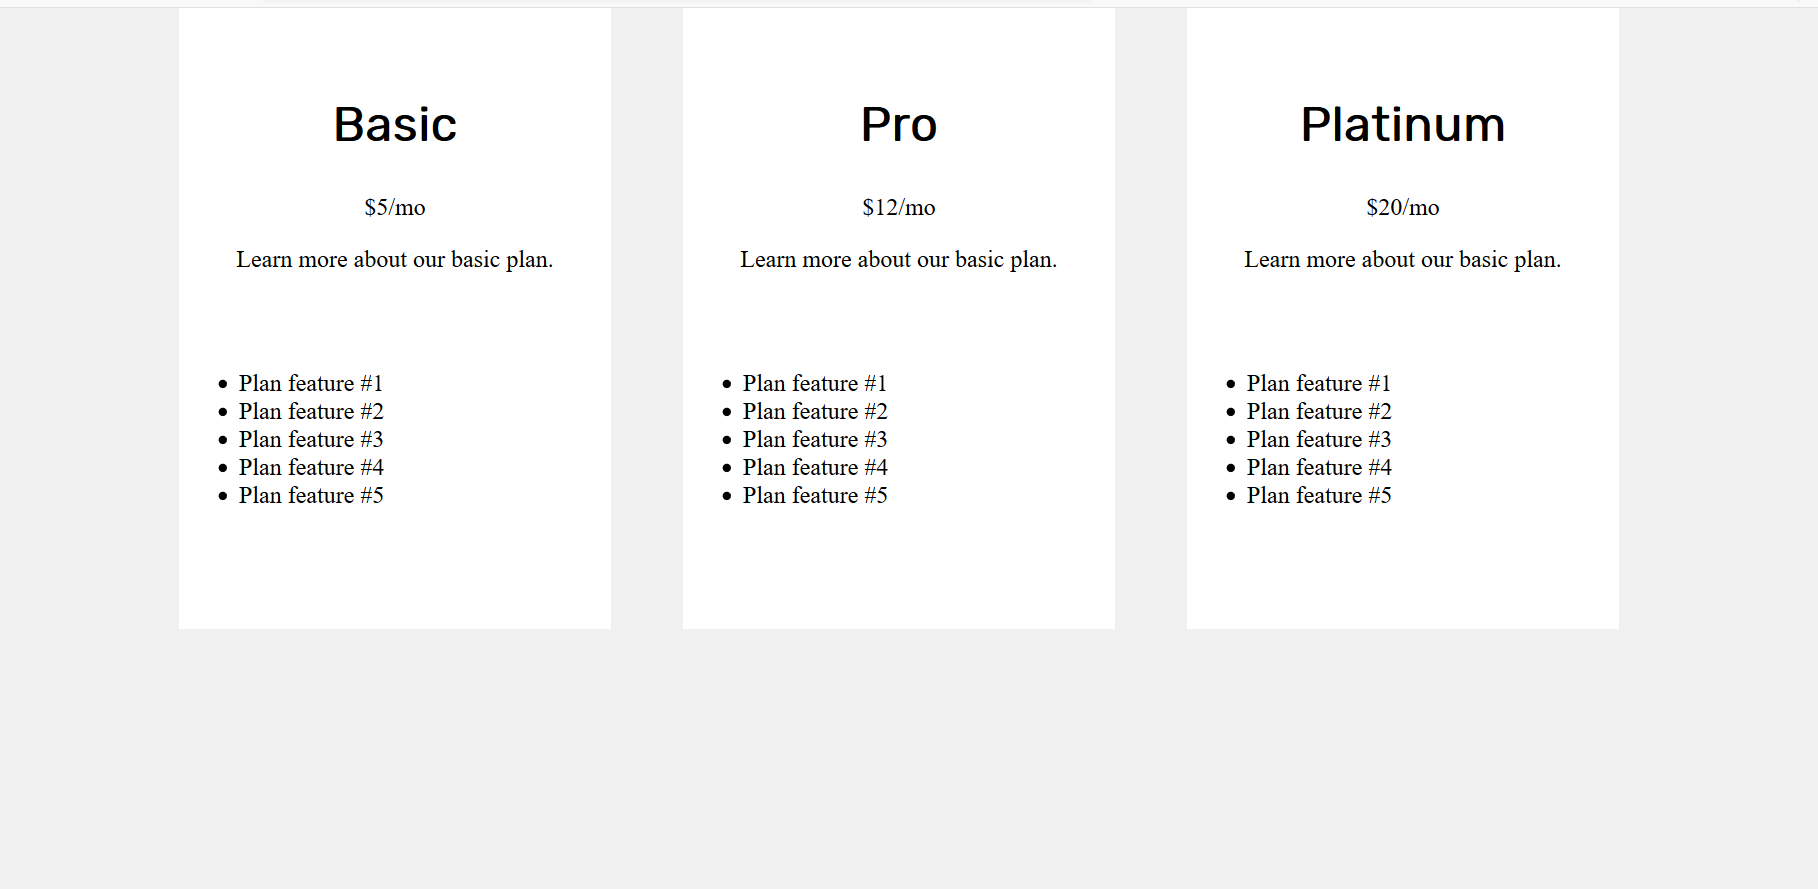 Basic
$5/mo
Learn more about our basic plan.
Plan feature #1
Plan feature #2
Plan feature #3
Plan feature #4
Plan feature #5
Pro
$12/mo
Learn more about our basic plan.
Plan feature #1
Plan feature #2
Plan feature #3
Plan feature #4
Plan feature #5
Platinum
$20/mo
Learn more about our basic plan.
Plan feature #1
Plan feature #2
Plan feature #3
Plan feature #4
Plan feature #5